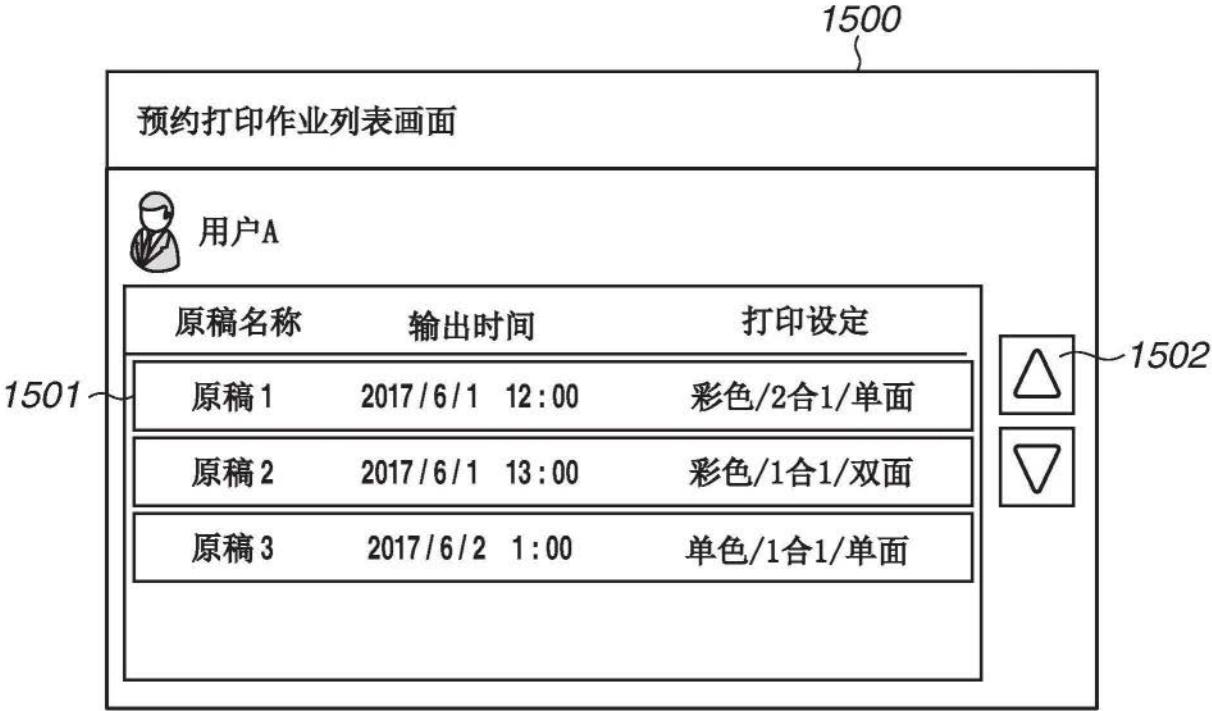 1500
预约打印作业列表画面
用户A
原稿名称 输出时间 打印设定
1501 原稿1 2017/6/1 12:00 彩色/2合1/单面 1502
原稿2 2017/6/1 13:00 彩色/1合1/双面
原稿3 2017/6/2 1:00 单色/1合1/单面